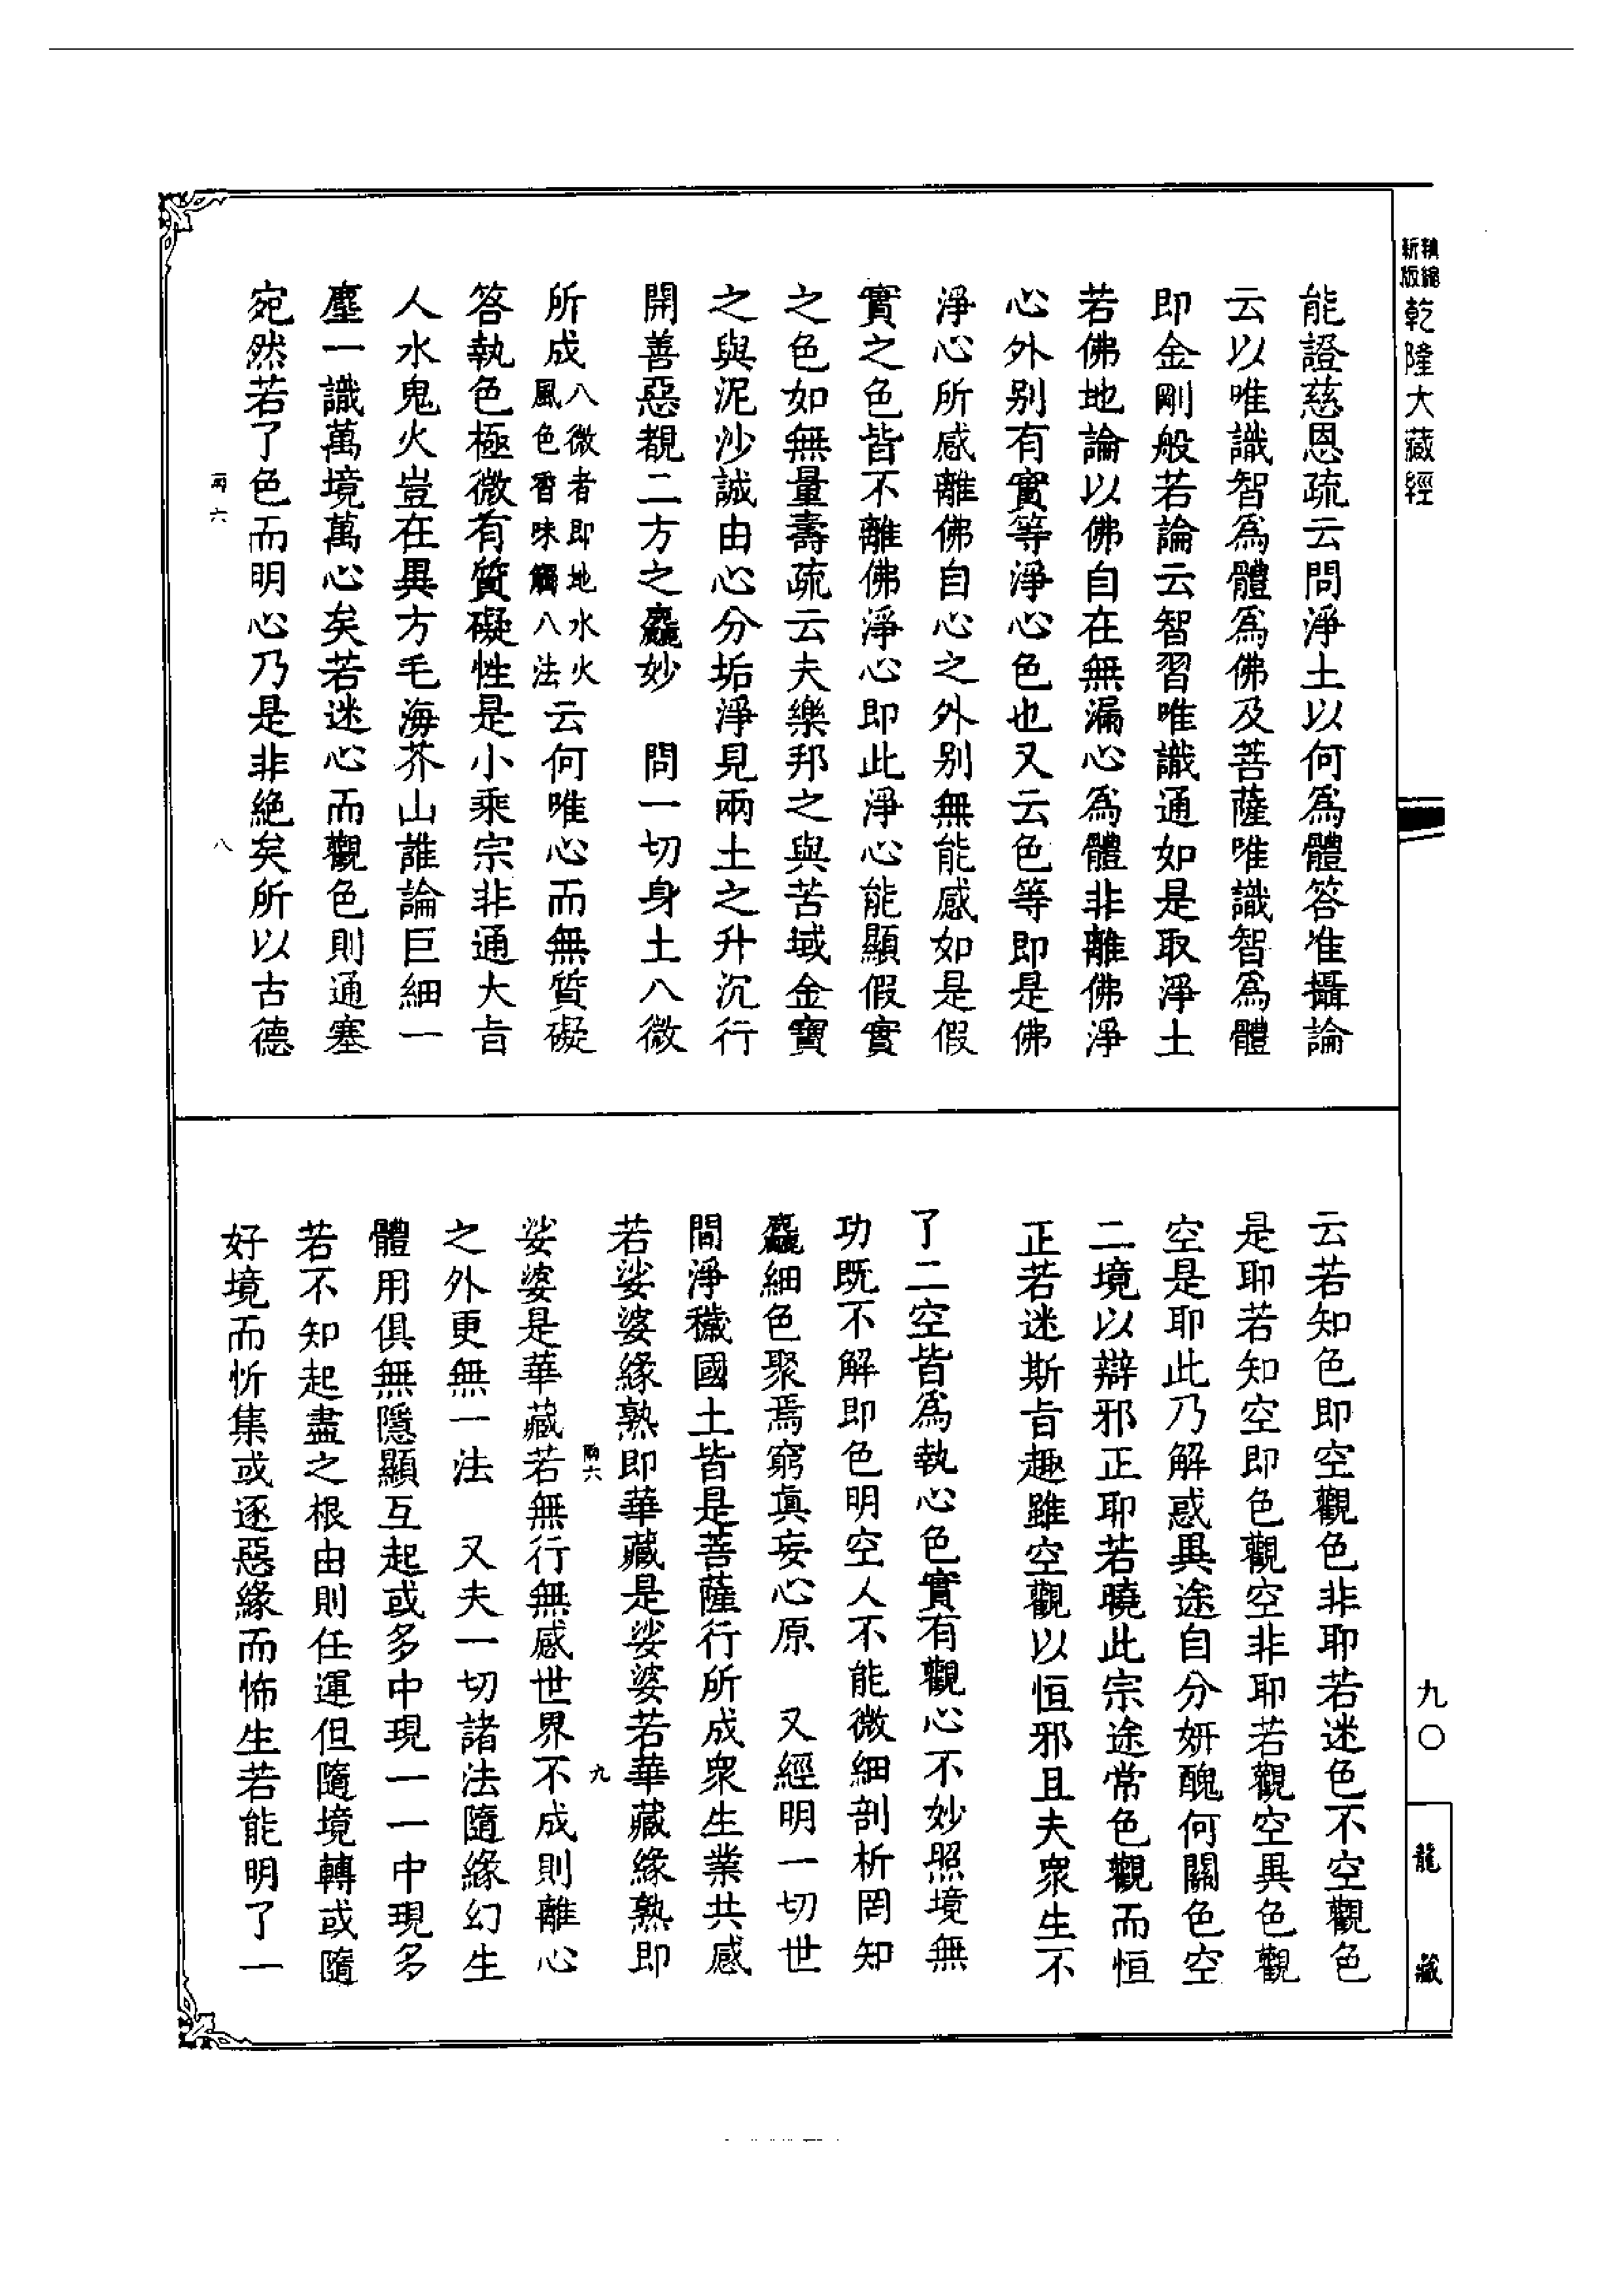 新版精縮乾隆大藏經
能證慈恩疏云問淨土以何爲體答准攝論
云以唯識智爲體爲佛及菩薩唯識智爲體
即金剛般若論云智習唯識通如是取淨土
若佛地論以佛自在無漏心爲體非離佛淨
心外別有實等淨心色也又云色等即是佛
淨心所感離佛自心之外別無能感如是假
實之色皆不離佛淨心即此淨心能顯假實
之色如無量壽疏云夫樂邦之與苦域金寶
之與泥沙誠由心分垢淨見兩土之升沉行
開善惡覩二方之麤妙　問一切身土八微
所成八微者即地水火風色香味觸八法云何唯心而無質礙
答執色極微有質礙性是小乘宗非通大旨
人水鬼火豈在異方毛海芥山誰論巨細一
塵一識萬境萬心矣若迷心而觀色則通塞
宛然若了色而明心乃是非絕矣所以古德
八
云若知色即空觀色非耶若迷色不空觀色
是耶若知空即色觀空非耶若觀空異色觀
空是耶此乃解惑異途自分妍醜何關色空
二境以辯邪正耶若曉此宗途常色觀而恒
正若迷斯旨趣雖空觀以恒邪且夫衆生不
了二空皆爲執心色實有觀心不妙照境無
功既不解即色明空人不能微細剖析罔知
麤細色聚焉窮眞妄心原　又經明一切世
間淨穢國土皆是菩薩行所成衆生業共感
若娑婆緣熟即華藏是娑婆若華藏緣熟即
九
娑婆是華藏若無行無感世界不成則離心
之外更無一法　又夫一切諸法隨緣幻生
體用俱無隱顯互起或多中現一一中現多
若不知起盡之根由則任運但隨境轉或隨
好境而忻集或逐惡緣而怖生若能明了一
九〇
龍藏